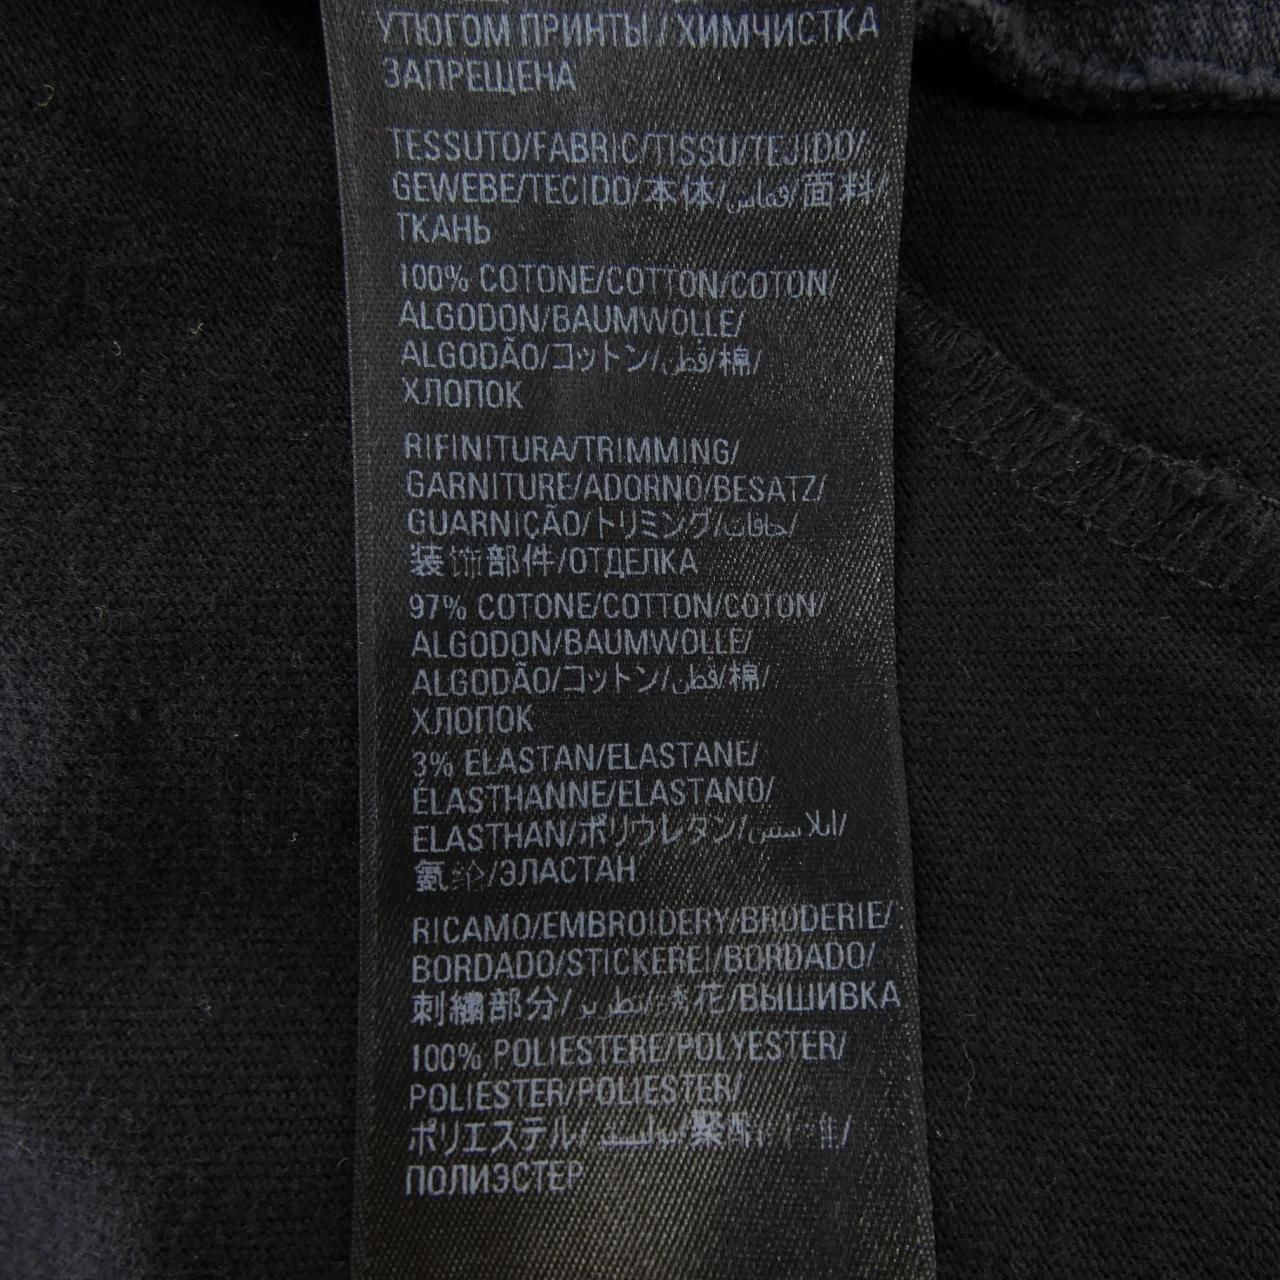 УТЮГОМ ПРИНТЫ / ХИМЧИСТКА
ЗАПРЕЩЕНА
TESSUTO/FABRIC/TISSU/TEJIDO/
GEWEBE/TECIDO/本体/قماس/面料/
ТКАНЬ
100% COTONE/COTTON/COTON/
ALGODON/BAUMWOLLE/
ALGODÃO/コットン/قطن/棉/
ХЛОПОК
RIFINITURA/TRIMMING/
GARNITURE/ADORNO/BESATZ/
GUARNIÇÃO/トリミング/حافات/
装饰部件/ОТДЕЛКА
97% COTONE/COTTON/COTON/
ALGODON/BAUMWOLLE/
ALGODÃO/コットン/قطن/棉/
ХЛОПОК
3% ELASTAN/ELASTANE/
ÉLASTHANNE/ELASTANO/
ELASTHAN/ポリウレタン/
氨纶/ЭЛАСТАН
RICAMO/EMBROIDERY/BRODERIE/
BORDADO/STICKEREI/BORDADO/
刺繍部分/绣花/ВЫШИВКА
100% POLIESTERE/POLYESTER/
POLIESTER/POLIESTER/
ポリエステル/
ПОЛИЭСТЕР